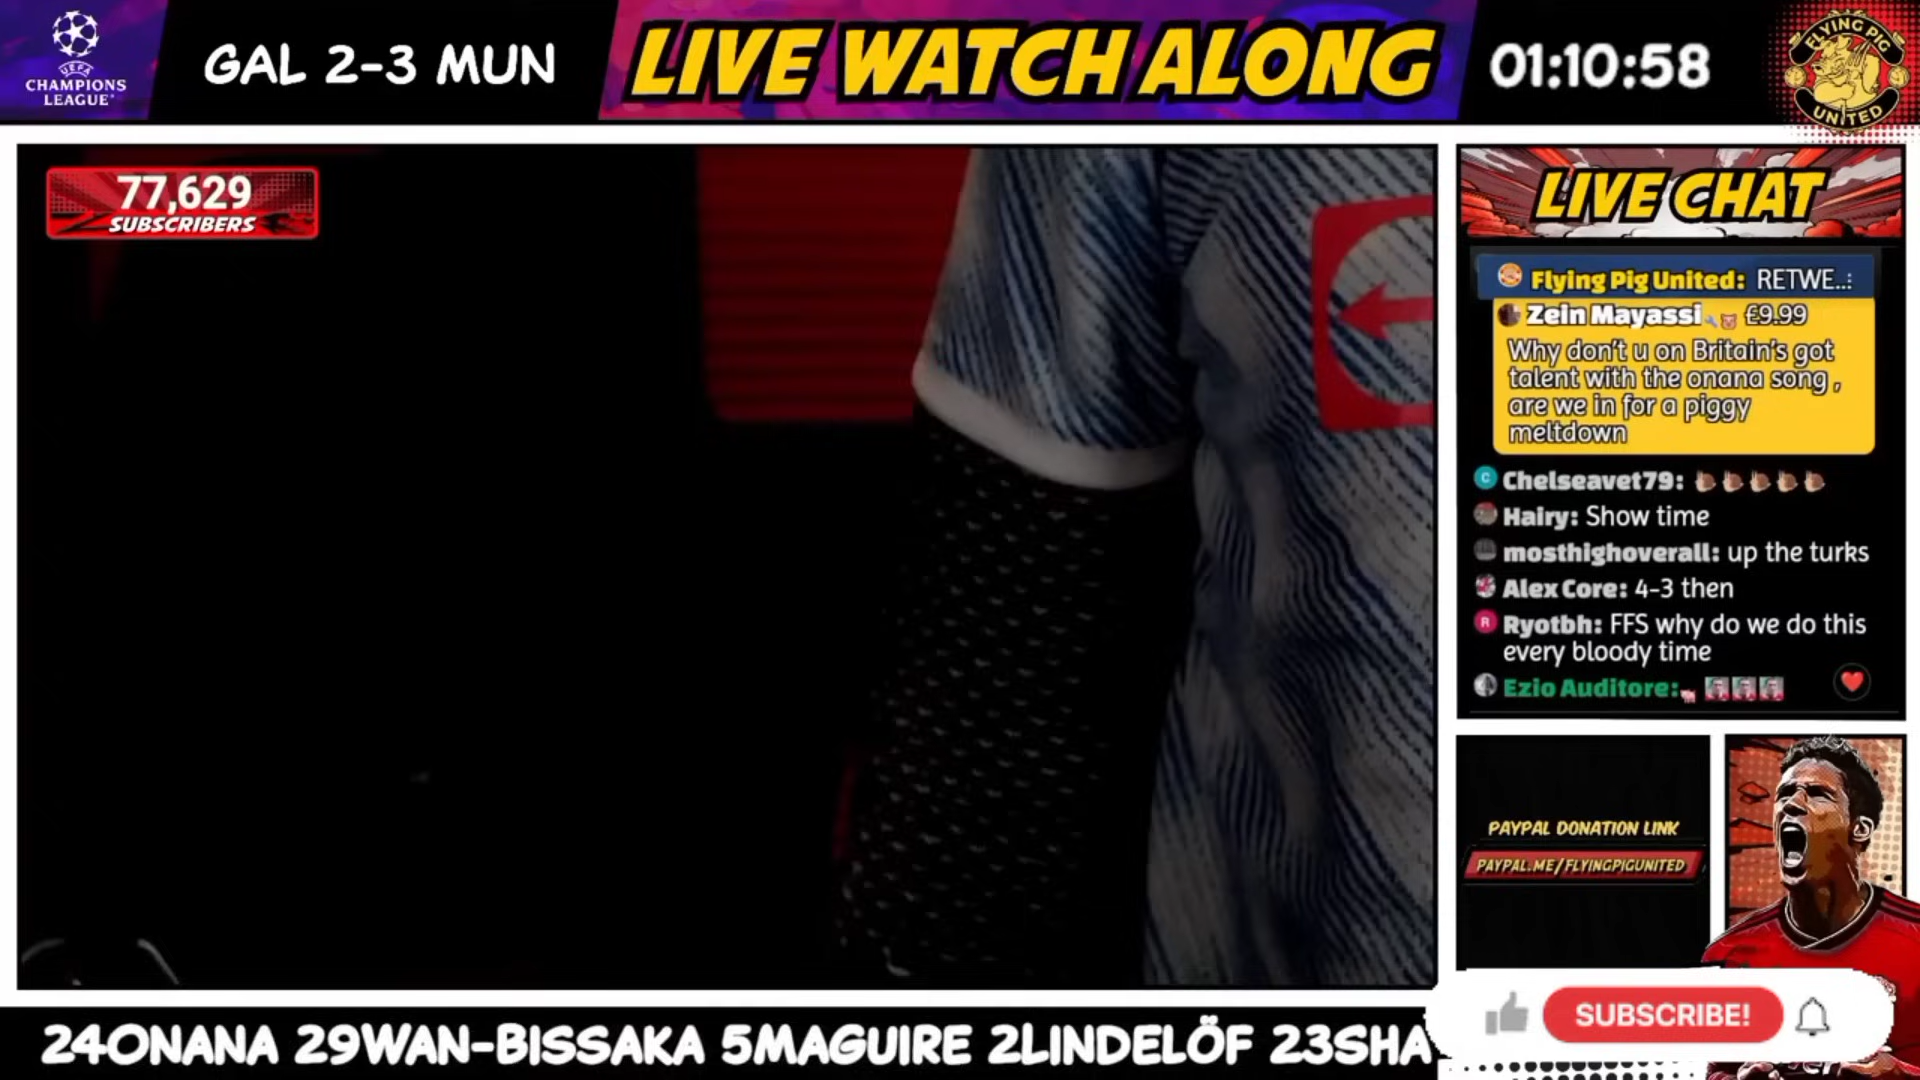 UEFA
CHAMPIONS
LEAGUE
GAL 2-3 MUN
LIVE WATCH ALONG
01:10:58
FLYING PIG
UNITED
77,629
SUBSCRIBERS
LIVE CHAT
Flying Pig United: RETWE..:
Zein Mayassi £9.99
Why don't u on Britain's got
talent with the onana song ,
are we in for a piggy
meltdown
C Chelseavet79:
Hairy: Show time
mosthighoverall: up the turks
Alex Core: 4-3 then
R Ryotbh: FFS why do we do this
every bloody time
Ezio Auditore:
PAYPAL DONATION LINK
PAYPAL.ME/FLYINGPIGUNITED
24ONANA 29WAN-BISSAKA 5MAGUIRE 2LINDELÖF 23SHA
SUBSCRIBE!